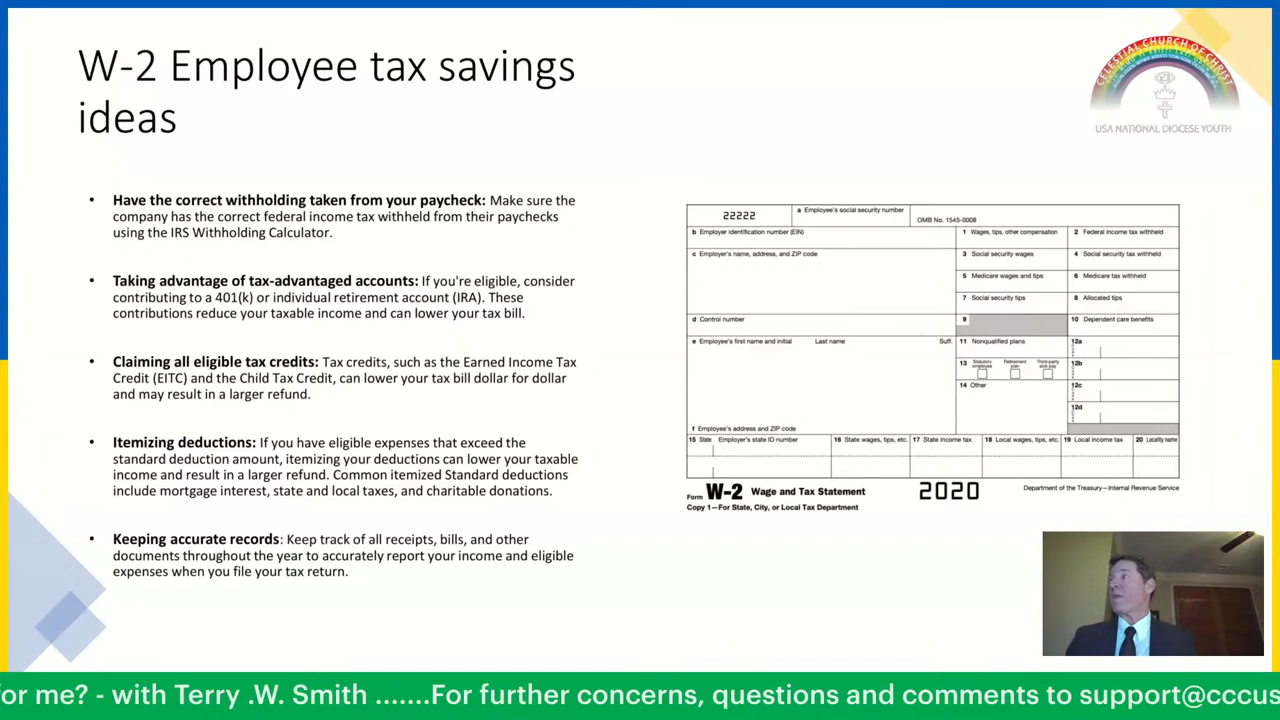 W-2 Employee tax savings
ideas
CELESTIAL CHURCH OF CHRIST
USA NATIONAL DIOCESE YOUTH
• Have the correct withholding taken from your paycheck: Make sure the
company has the correct federal income tax withheld from their paychecks
using the IRS Withholding Calculator.
• Taking advantage of tax-advantaged accounts: If you're eligible, consider
contributing to a 401(k) or individual retirement account (IRA). These
contributions reduce your taxable income and can lower your tax bill.
• Claiming all eligible tax credits: Tax credits, such as the Earned Income Tax
Credit (EITC) and the Child Tax Credit, can lower your tax bill dollar for dollar
and may result in a larger refund.
• Itemizing deductions: If you have eligible expenses that exceed the
standard deduction amount, itemizing your deductions can lower your taxable
income and result in a larger refund. Common itemized Standard deductions
include mortgage interest, state and local taxes, and charitable donations.
• Keeping accurate records: Keep track of all receipts, bills, and other
documents throughout the year to accurately report your income and eligible
expenses when you file your tax return.
22222
a Employee's social security number
OMB No. 1545-0008
b Employer identification number (EIN)
1 Wages, tips, other compensation
2 Federal income tax withheld
c Employer's name, address, and ZIP code
3 Social security wages
4 Social security tax withheld
5 Medicare wages and tips
6 Medicare tax withheld
7 Social security tips
8 Allocated tips
d Control number
9
10 Dependent care benefits
e Employee's first name and initial Last name Suff.
11 Nonqualified plans
12a
13 Statutory employee Retirement plan Third-party sick pay
12b
14 Other
12c
12d
f Employee's address and ZIP code
15 State Employer's state ID number
16 State wages, tips, etc.
17 State income tax
18 Local wages, tips, etc.
19 Local income tax
20 Locality name
Form W-2 Wage and Tax Statement
2020
Department of the Treasury—Internal Revenue Service
Copy 1—For State, City, or Local Tax Department
for me? - with Terry .W. Smith .......For further concerns, questions and comments to support@cccus